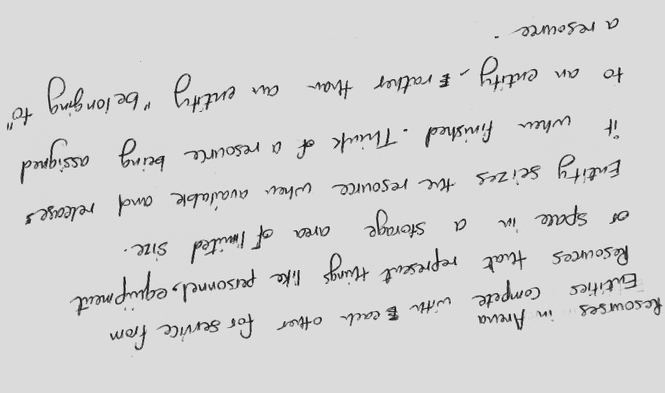 Resourses in Arena
Entities compete with each other for service from
Resources that represent things like personnel, equipment
or space in a storage area of limited size.
Entity seizes the resource when available and releases
it when finished. Think of a resource being assigned
to an entity, rather than an entity "belonging to"
a resource.